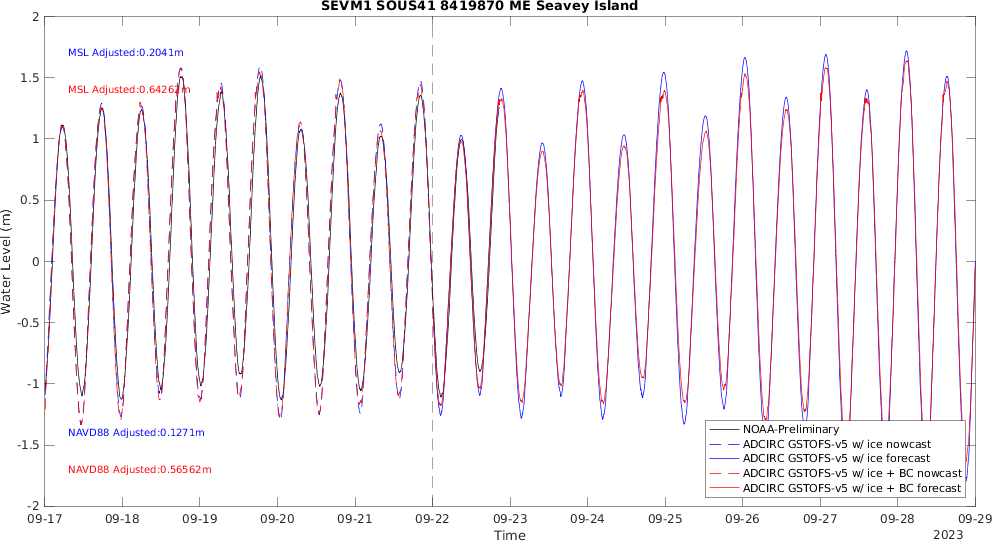 SEVM1 SOUS41 8419870 ME Seavey Island
2
1.5
1
0.5
0
-0.5
-1
-1.5
-2
Water Level (m)
MSL Adjusted:0.2041m
MSL Adjusted:0.64262m
NAVD88 Adjusted:0.1271m
NAVD88 Adjusted:0.56562m
NOAA-Preliminary
ADCIRC GSTOFS-v5 w/ ice nowcast
ADCIRC GSTOFS-v5 w/ ice forecast
ADCIRC GSTOFS-v5 w/ ice + BC nowcast
ADCIRC GSTOFS-v5 w/ ice + BC forecast
09-17 09-18 09-19 09-20 09-21 09-22 09-23 09-24 09-25 09-26 09-27 09-28 09-29
Time
2023